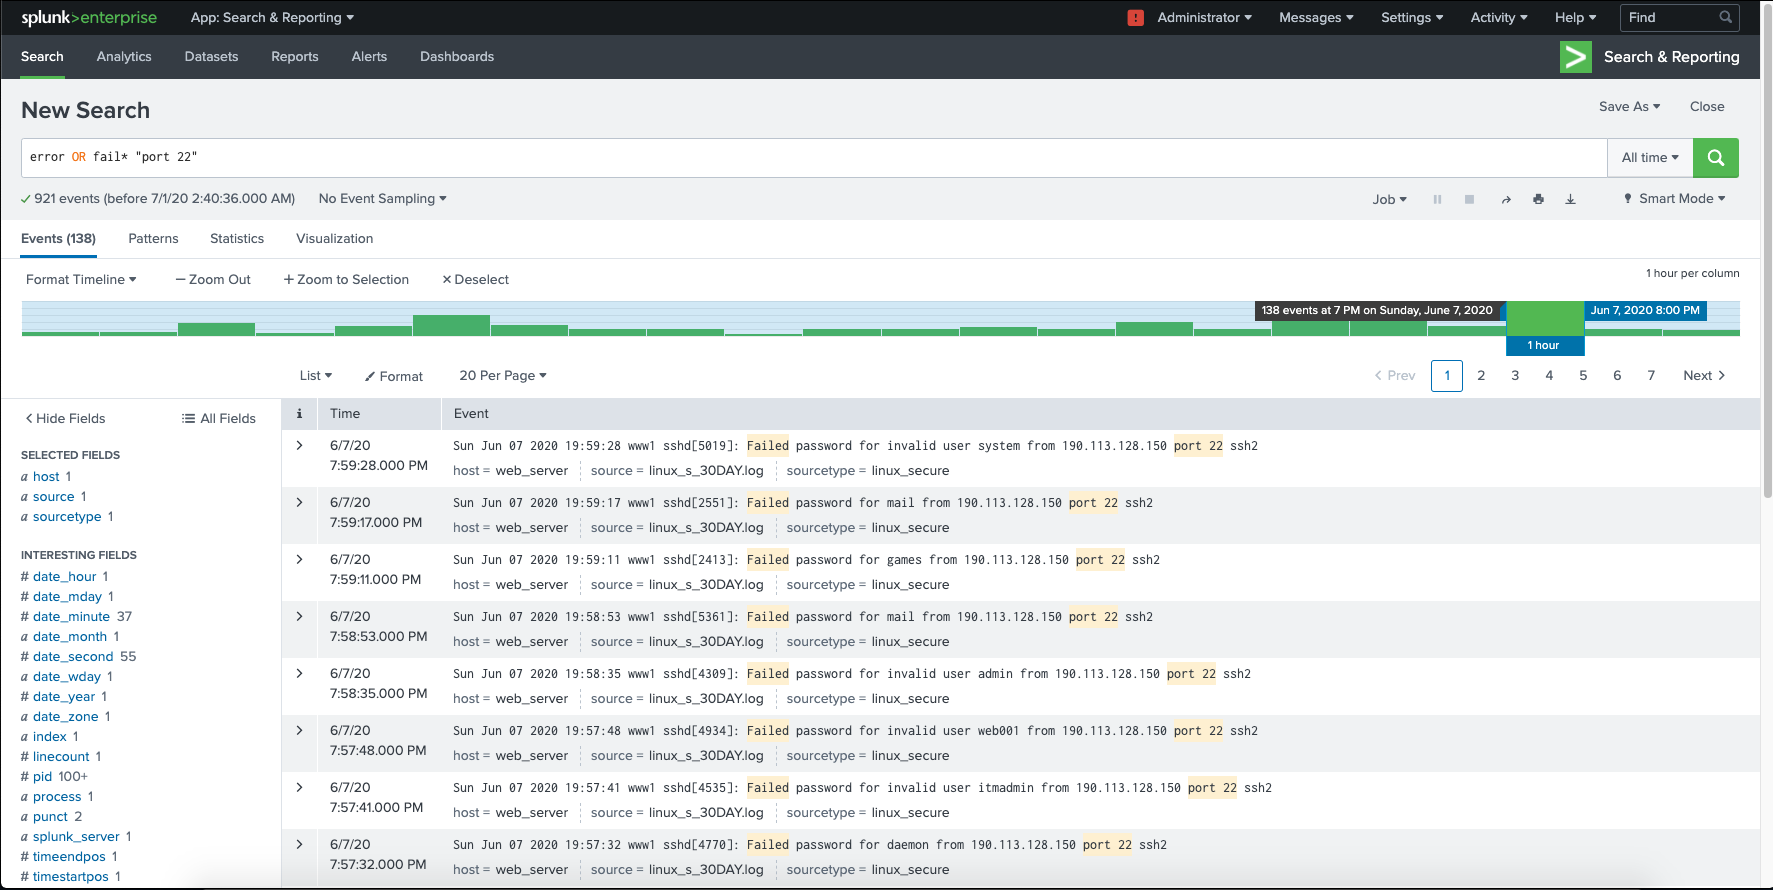 splunk>enterprise App: Search & Reporting ! Administrator Messages Settings Activity Help Find
Search Analytics Datasets Reports Alerts Dashboards > Search & Reporting
New Search Save As Close
error OR fail* "port 22" All time
921 events (before 7/1/20 2:40:36.000 AM) No Event Sampling Job Smart Mode
Events (138) Patterns Statistics Visualization
Format Timeline — Zoom Out + Zoom to Selection × Deselect 1 hour per column
138 events at 7 PM on Sunday, June 7, 2020 Jun 7, 2020 8:00 PM
1 hour
List Format 20 Per Page < Prev 1 2 3 4 5 6 7 Next >
< Hide Fields All Fields
SELECTED FIELDS
a host 1
a source 1
a sourcetype 1
INTERESTING FIELDS
# date_hour 1
# date_mday 1
# date_minute 37
a date_month 1
# date_second 55
a date_wday 1
# date_year 1
a date_zone 1
a index 1
# linecount 1
# pid 100+
a process 1
a punct 2
a splunk_server 1
# timeendpos 1
# timestartpos 1
i Time Event
> 6/7/20 Sun Jun 07 2020 19:59:28 www1 sshd[5019]: Failed password for invalid user system from 190.113.128.150 port 22 ssh2
7:59:28.000 PM host = web_server source = linux_s_30DAY.log sourcetype = linux_secure
> 6/7/20 Sun Jun 07 2020 19:59:17 www1 sshd[2551]: Failed password for mail from 190.113.128.150 port 22 ssh2
7:59:17.000 PM host = web_server source = linux_s_30DAY.log sourcetype = linux_secure
> 6/7/20 Sun Jun 07 2020 19:59:11 www1 sshd[2413]: Failed password for games from 190.113.128.150 port 22 ssh2
7:59:11.000 PM host = web_server source = linux_s_30DAY.log sourcetype = linux_secure
> 6/7/20 Sun Jun 07 2020 19:58:53 www1 sshd[5361]: Failed password for mail from 190.113.128.150 port 22 ssh2
7:58:53.000 PM host = web_server source = linux_s_30DAY.log sourcetype = linux_secure
> 6/7/20 Sun Jun 07 2020 19:58:35 www1 sshd[4309]: Failed password for invalid user admin from 190.113.128.150 port 22 ssh2
7:58:35.000 PM host = web_server source = linux_s_30DAY.log sourcetype = linux_secure
> 6/7/20 Sun Jun 07 2020 19:57:48 www1 sshd[4934]: Failed password for invalid user web001 from 190.113.128.150 port 22 ssh2
7:57:48.000 PM host = web_server source = linux_s_30DAY.log sourcetype = linux_secure
> 6/7/20 Sun Jun 07 2020 19:57:41 www1 sshd[4535]: Failed password for invalid user itmadmin from 190.113.128.150 port 22 ssh2
7:57:41.000 PM host = web_server source = linux_s_30DAY.log sourcetype = linux_secure
> 6/7/20 Sun Jun 07 2020 19:57:32 www1 sshd[4770]: Failed password for daemon from 190.113.128.150 port 22 ssh2
7:57:32.000 PM host = web_server source = linux_s_30DAY.log sourcetype = linux_secure